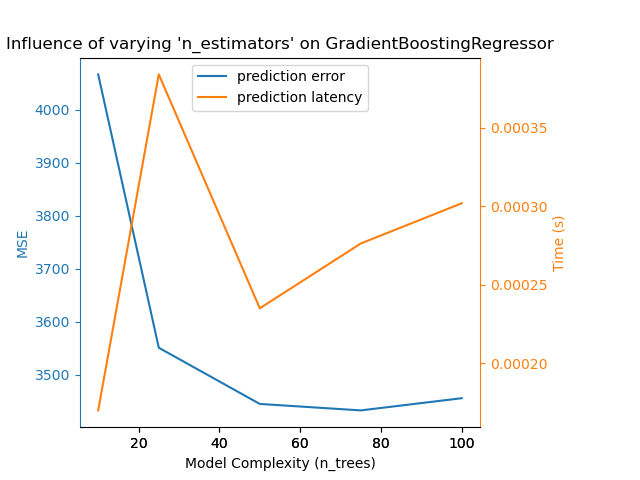 Influence of varying 'n_estimators' on GradientBoostingRegressor
prediction error
prediction latency
4000
3900
3800
3700
3600
3500
MSE
0.00035
0.00030
0.00025
0.00020
Time (s)
20 40 60 80 100
Model Complexity (n_trees)